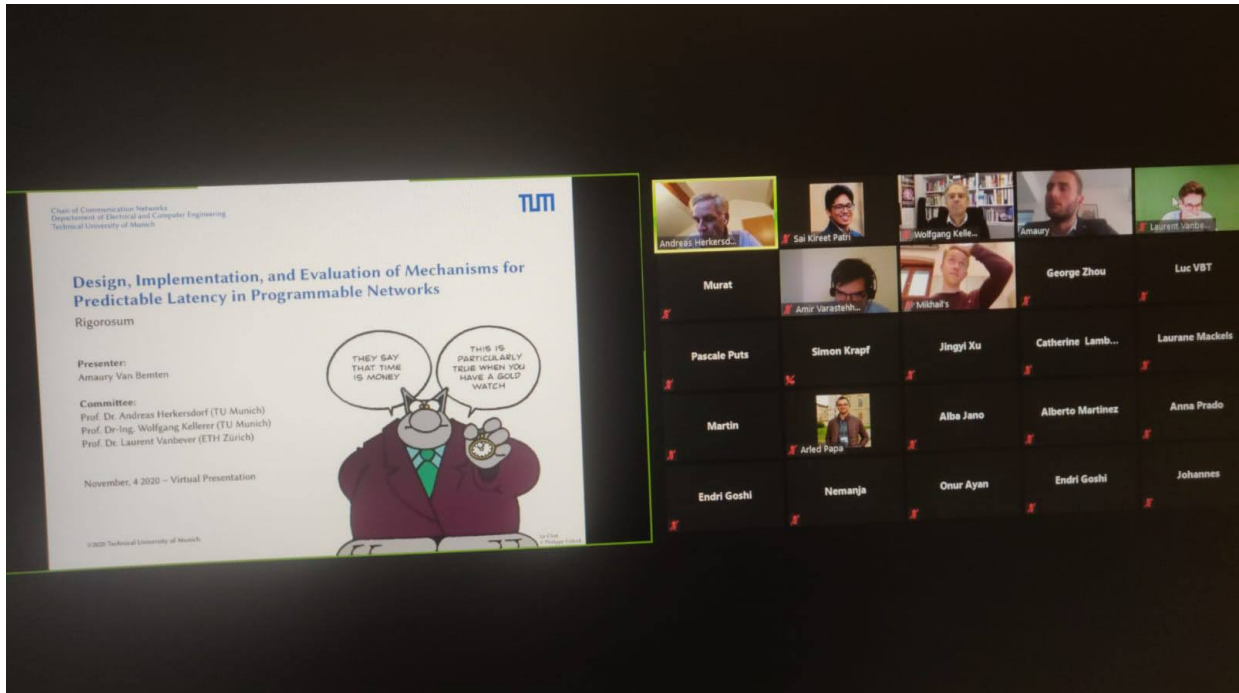 Chair of Communication Networks
Departement of Electrical and Computer Engineering
Technical University of Munich
TUM
Design, Implementation, and Evaluation of Mechanisms for
Predictable Latency in Programmable Networks
Rigorosum
THEY SAY
THAT TIME
IS MONEY
THIS IS
PARTICULARLY
TRUE WHEN YOU
HAVE A GOLD
WATCH
Presenter:
Amaury Van Bemten
Committee:
Prof. Dr. Andreas Herkersdorf (TU Munich)
Prof. Dr-Ing. Wolfgang Kellerer (TU Munich)
Prof. Dr. Laurent Vanbever (ETH Zürich)
November, 4 2020 – Virtual Presentation
©2020 Technical University of Munich
Le Chat
Andreas Herkersd...
Sai Kireet Patri
Wolfgang Kelle...
Amaury
Laurent Vanbe...
Murat
Amir Varastehh...
Mikhail's
George Zhou
Luc VBT
Pascale Puts
Simon Krapf
Jingyi Xu
Catherine Lamb...
Laurane Mackels
Martin
Arled Papa
Alba Jano
Alberto Martinez
Anna Prado
Endri Goshi
Nemanja
Onur Ayan
Endri Goshi
Johannes